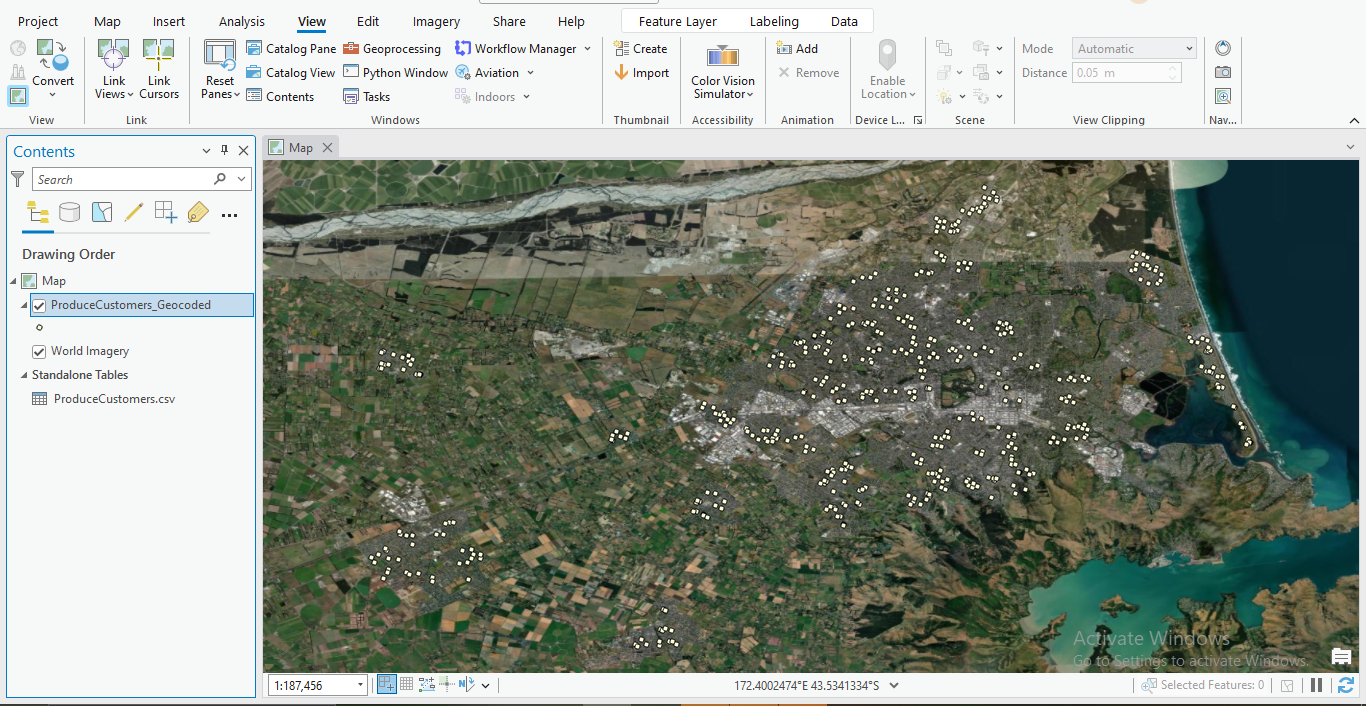 Project Map Insert Analysis View Edit Imagery Share Help Feature Layer Labeling Data
Convert
Link Views
Link Cursors
View
Link
Reset Panes
Catalog Pane
Catalog View
Contents
Geoprocessing
Python Window
Tasks
Workflow Manager
Aviation
Indoors
Windows
Create
Import
Thumbnail
Color Vision Simulator
Accessibility
Add
Remove
Animation
Enable Location
Device L...
Scene
Mode Automatic
Distance 0.05 m
View Clipping
Nav...
Contents
Search
Drawing Order
Map
ProduceCustomers_Geocoded
World Imagery
Standalone Tables
ProduceCustomers.csv
Map
Activate Windows
Go to Settings to activate Windows.
1:187,456
172.4002474°E 43.5341334°S
Selected Features: 0